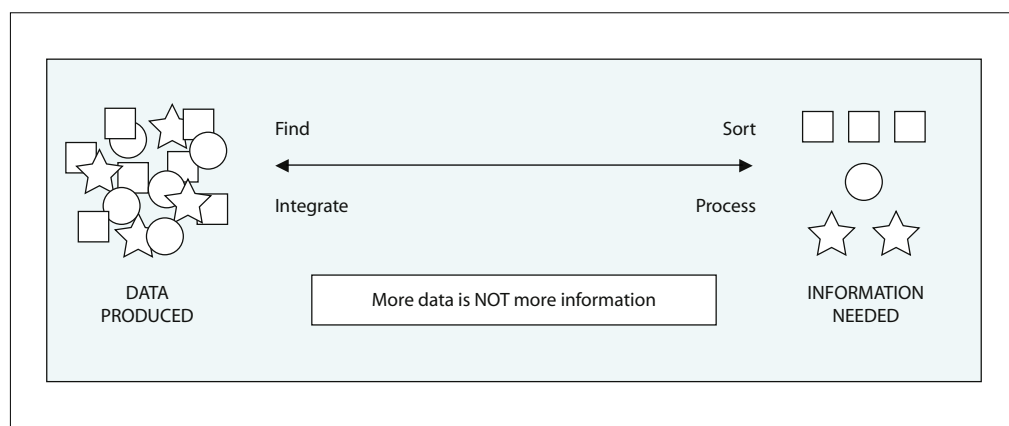 Find
Sort
Integrate
Process
DATA
PRODUCED
More data is NOT more information
INFORMATION
NEEDED